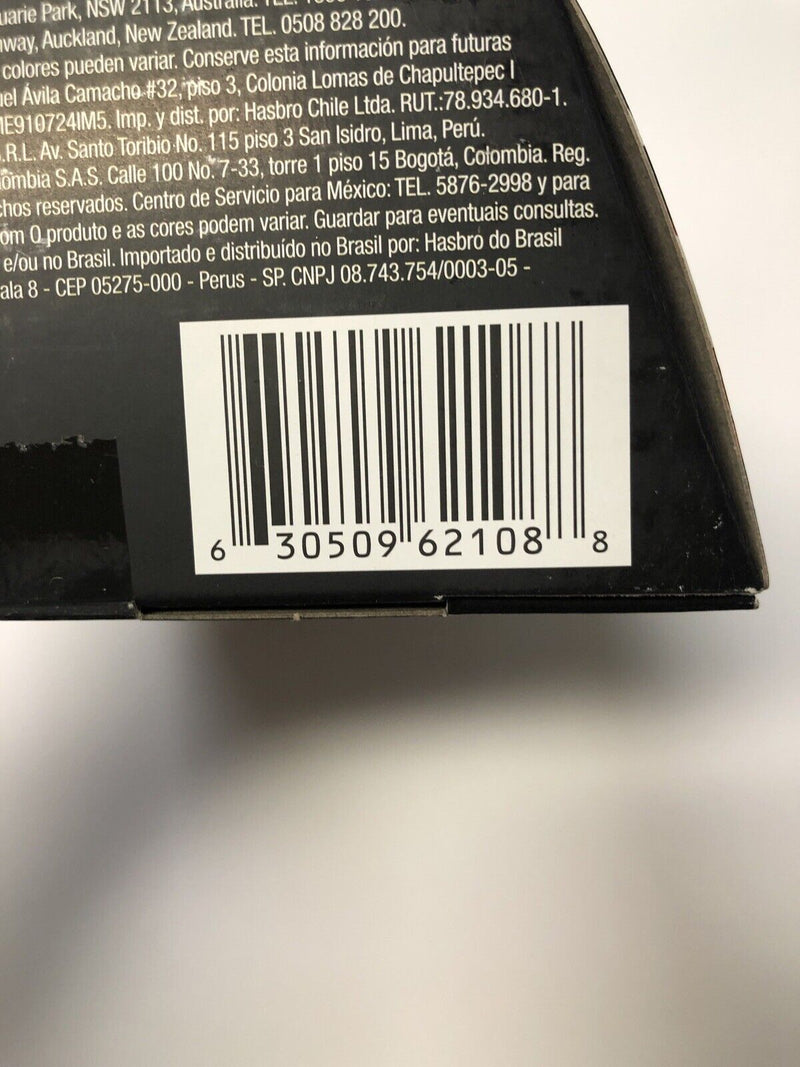 uarie Park, NSW 2113, Australia. TEL:
way, Auckland, New Zealand. TEL. 0508 828 200.
colores pueden variar. Conserve esta información para futuras
uel Ávila Camacho #32, piso 3, Colonia Lomas de Chapultepec I
ME910724IM5. Imp. y dist. por: Hasbro Chile Ltda. RUT.:78.934.680-1.
.R.L. Av. Santo Toribio No. 115 piso 3 San Isidro, Lima, Perú.
ombia S.A.S. Calle 100 No. 7-33, torre 1 piso 15 Bogotá, Colombia. Reg.
chos reservados. Centro de Servicio para México: TEL. 5876-2998 y para
om O produto e as cores podem variar. Guardar para eventuais consultas.
e/ou no Brasil. Importado e distribuído no Brasil por: Hasbro do Brasil
ala 8 - CEP 05275-000 - Perus - SP. CNPJ 08.743.754/0003-05 -
6 30509 62108 8